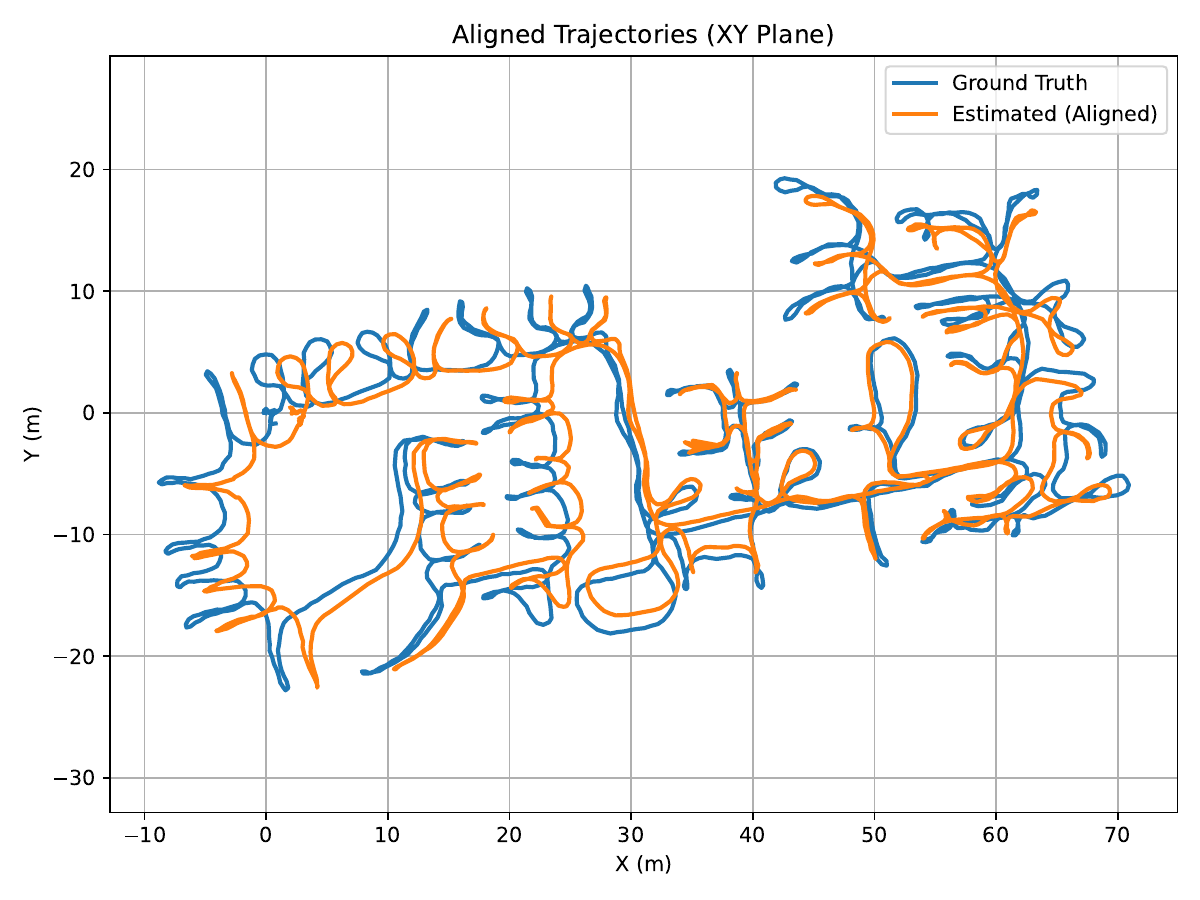 Aligned Trajectories (XY Plane)
Ground Truth
Estimated (Aligned)
20
10
0
−10
−20
−30
Y (m)
−10 0 10 20 30 40 50 60 70
X (m)